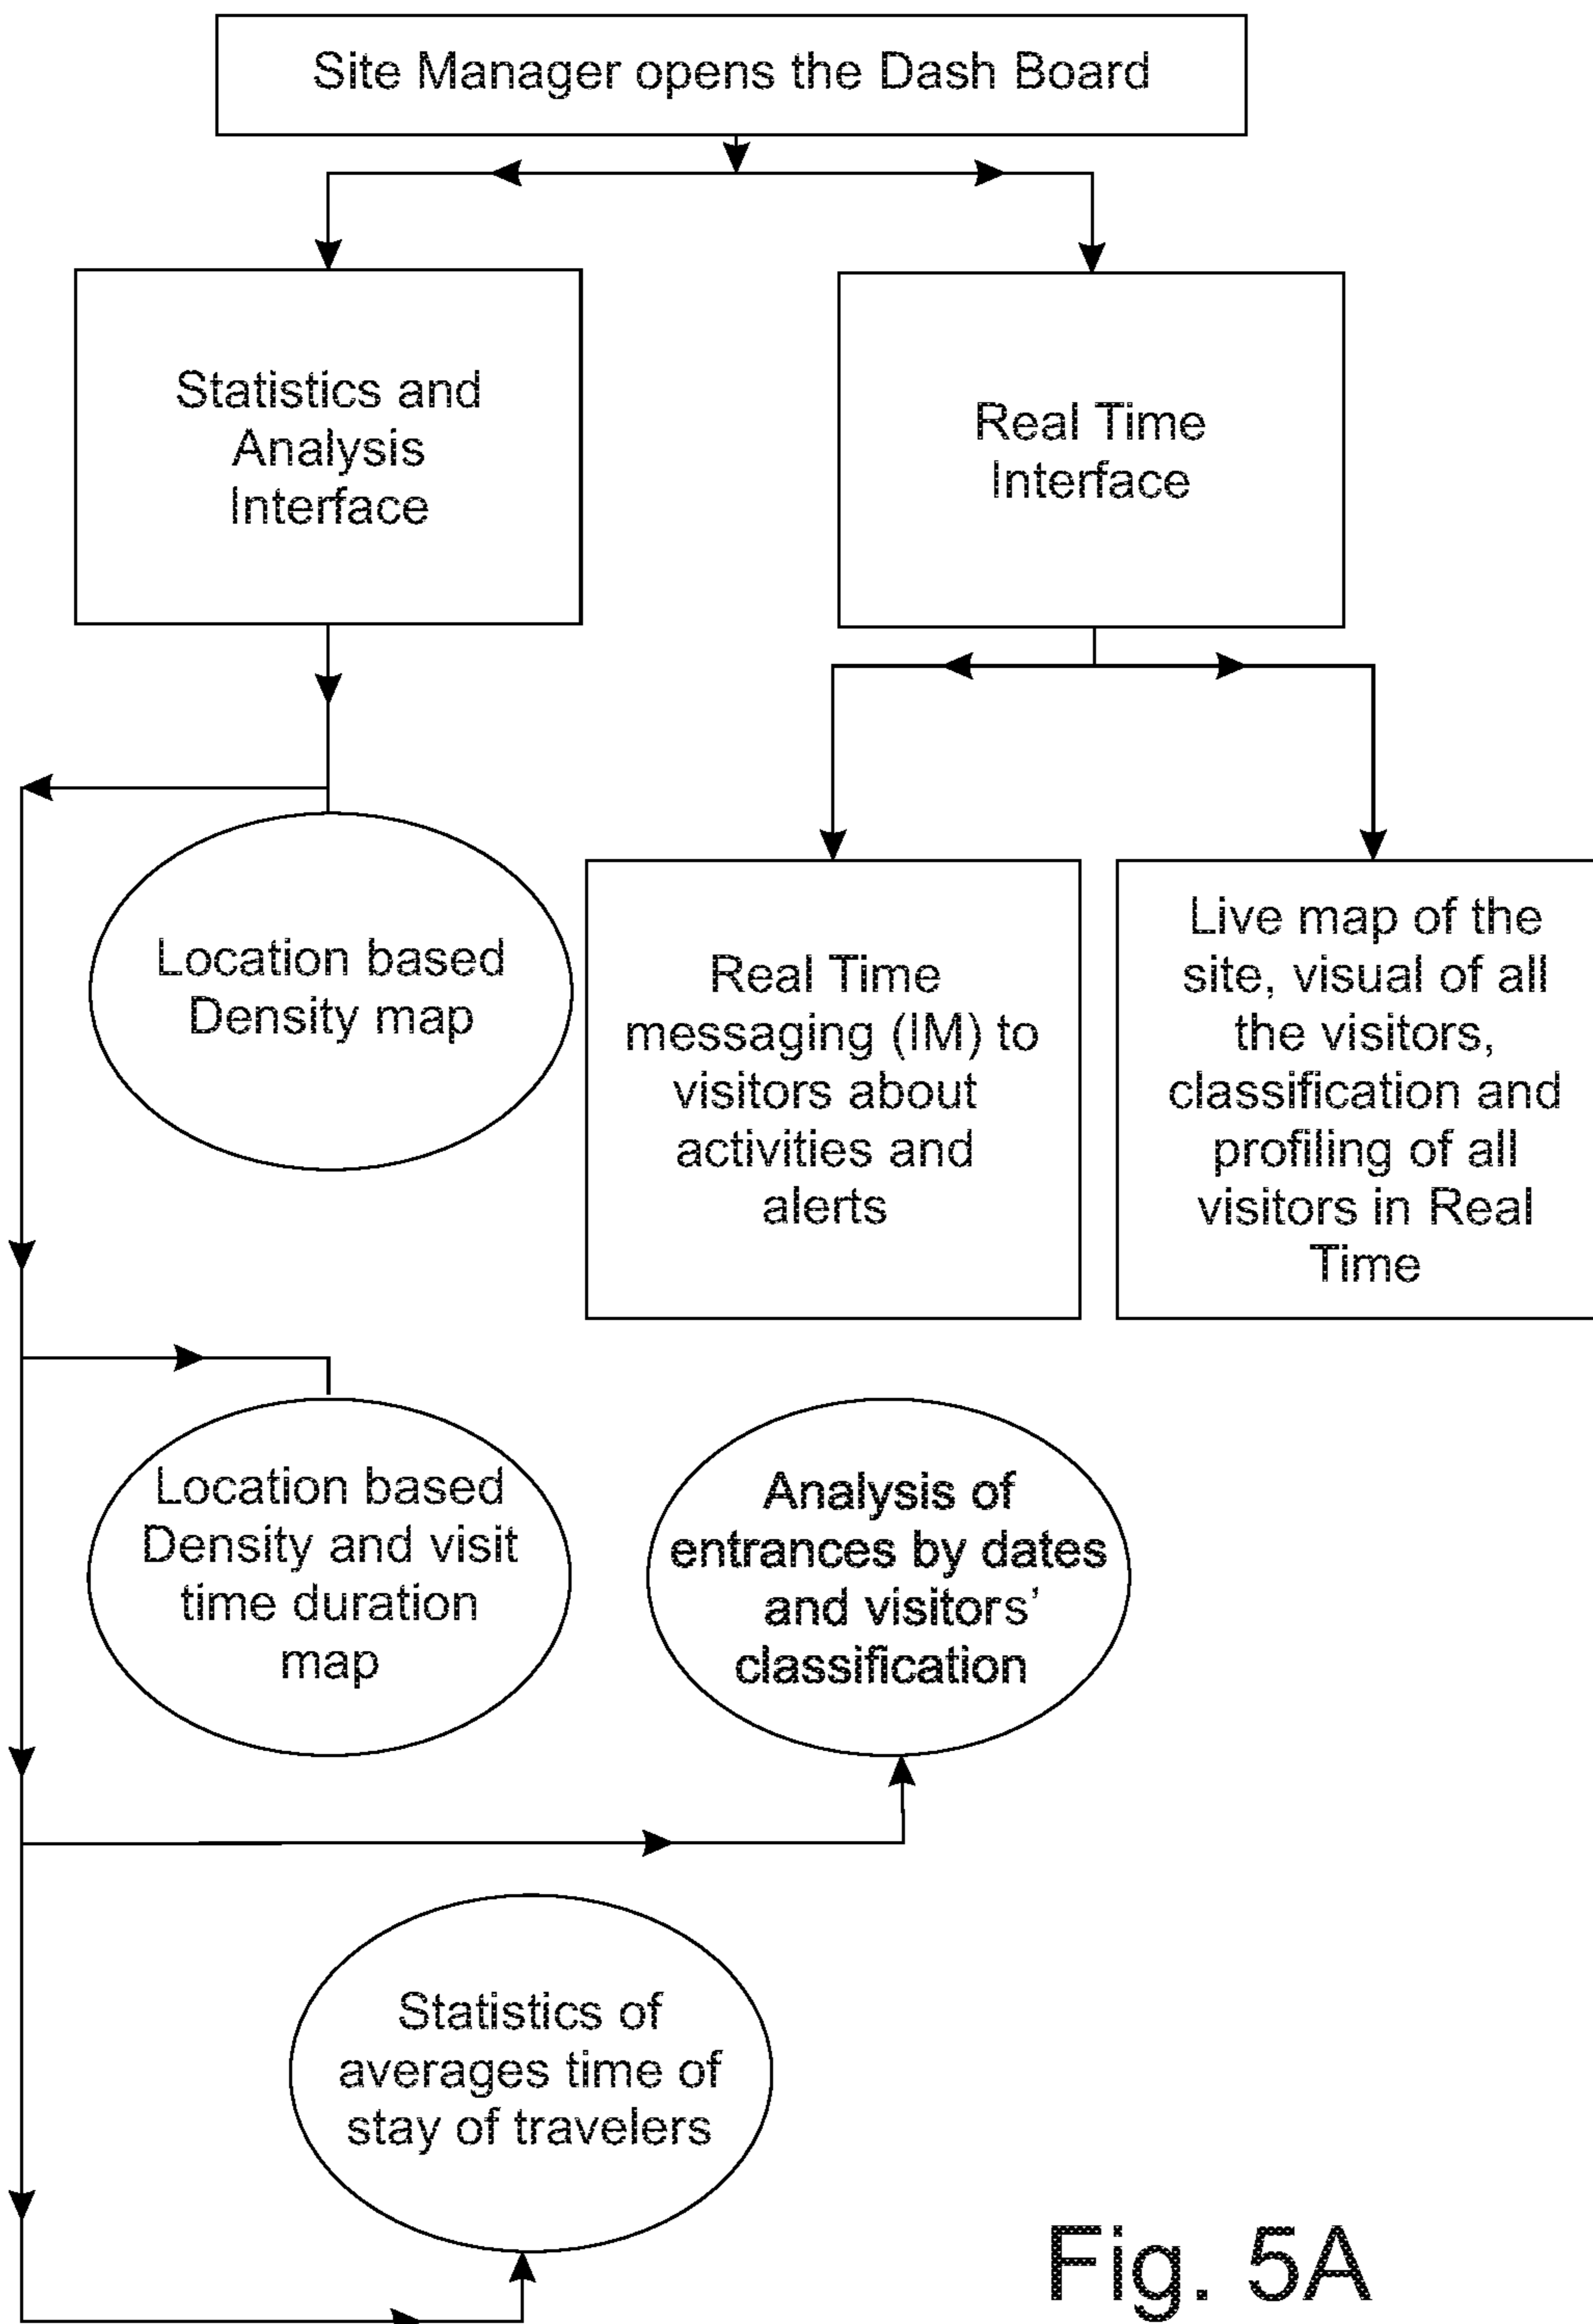 Site Manager opens the Dash Board
Statistics and
Analysis
Interface
Real Time
Interface
Location based
Density map
Real Time
messaging (IM) to
visitors about
activities and
alerts
Live map of the
site, visual of all
the visitors,
classification and
profiling of all
visitors in Real
Time
Location based
Density and visit
time duration
map
Analysis of
entrances by dates
and visitors’
classification
Statistics of
averages time of
stay of travelers
Fig. 5A